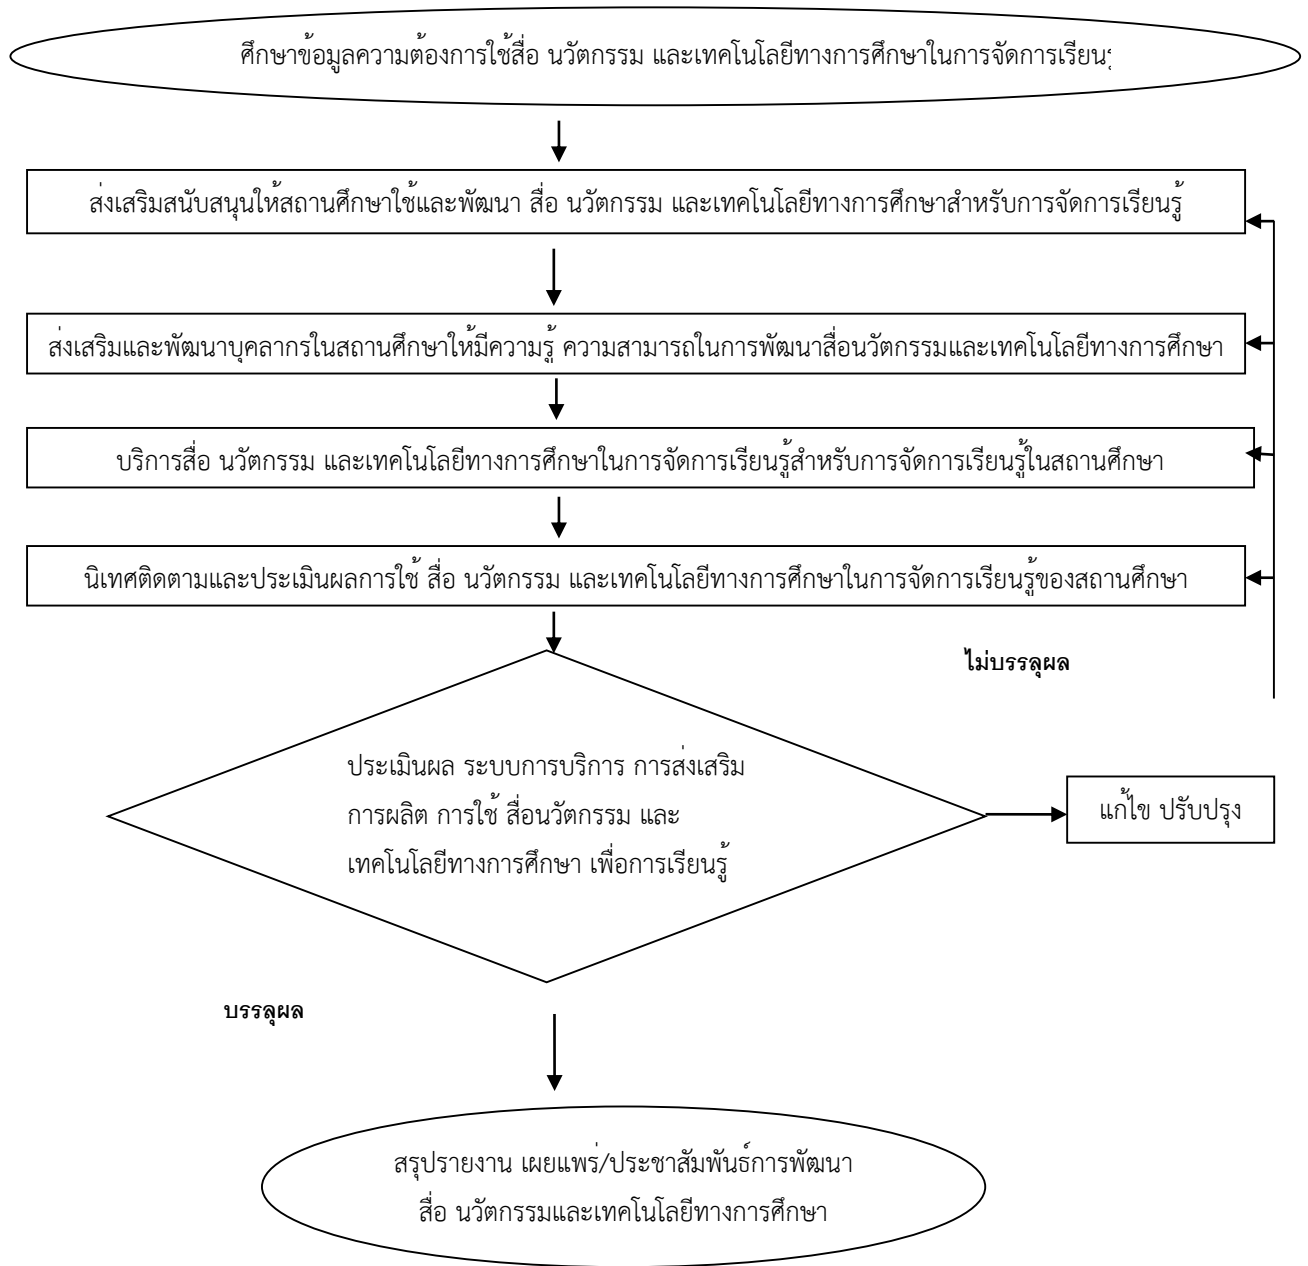 ศึกษาข้อมูลความต้องการใช้สื่อ นวัตกรรม และเทคโนโลยีทางการศึกษาในการจัดการเรียนรู้
ส่งเสริมสนับสนุนให้สถานศึกษาใช้และพัฒนา สื่อ นวัตกรรม และเทคโนโลยีทางการศึกษาสำหรับการจัดการเรียนรู้
ส่งเสริมและพัฒนาบุคลากรในสถานศึกษาให้มีความรู้ ความสามารถในการพัฒนาสื่อนวัตกรรมและเทคโนโลยีทางการศึกษา
บริการสื่อ นวัตกรรม และเทคโนโลยีทางการศึกษาในการจัดการเรียนรู้สำหรับการจัดการเรียนรู้ในสถานศึกษา
นิเทศติดตามและประเมินผลการใช้ สื่อ นวัตกรรม และเทคโนโลยีทางการศึกษาในการจัดการเรียนรู้ของสถานศึกษา
ไม่บรรลุผล
ประเมินผล ระบบการบริการ การส่งเสริม
การผลิต การใช้ สื่อนวัตกรรม และ
เทคโนโลยีทางการศึกษา เพื่อการเรียนรู้
แก้ไข ปรับปรุง
บรรลุผล
สรุปรายงาน เผยแพร่/ประชาสัมพันธ์การพัฒนา
สื่อ นวัตกรรมและเทคโนโลยีทางการศึกษา